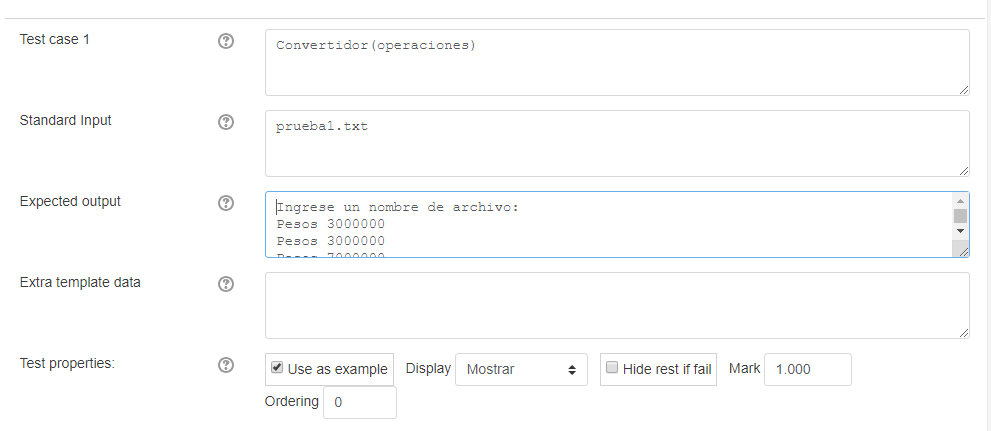 Test case 1
Convertidor(operaciones)
Standard Input
prueba1.txt
Expected output
Ingrese un nombre de archivo:
Pesos 3000000
Pesos 3000000
Pesos 7000000
Extra template data
Test properties:
Use as example Display Mostrar Hide rest if fail Mark 1.000
Ordering 0